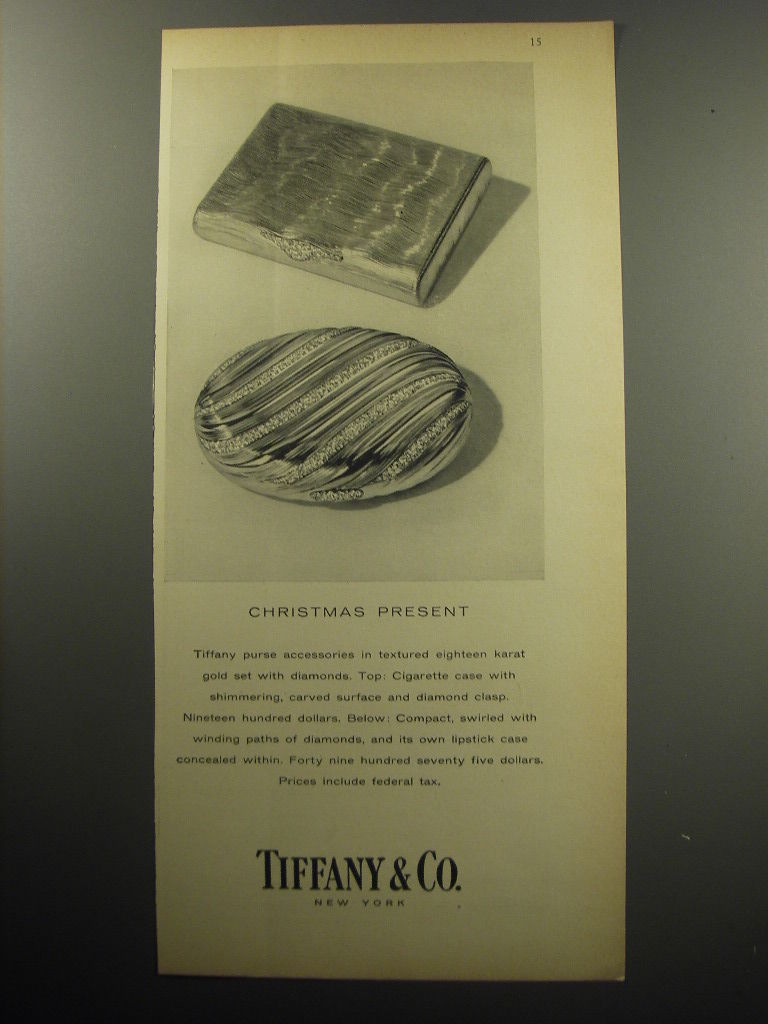 15
CHRISTMAS PRESENT
Tiffany purse accessories in textured eighteen karat
gold set with diamonds. Top: Cigarette case with
shimmering, carved surface and diamond clasp.
Nineteen hundred dollars. Below: Compact, swirled with
winding paths of diamonds, and its own lipstick case
concealed within. Forty nine hundred seventy five dollars.
Prices include federal tax.
TIFFANY & CO.
NEW YORK